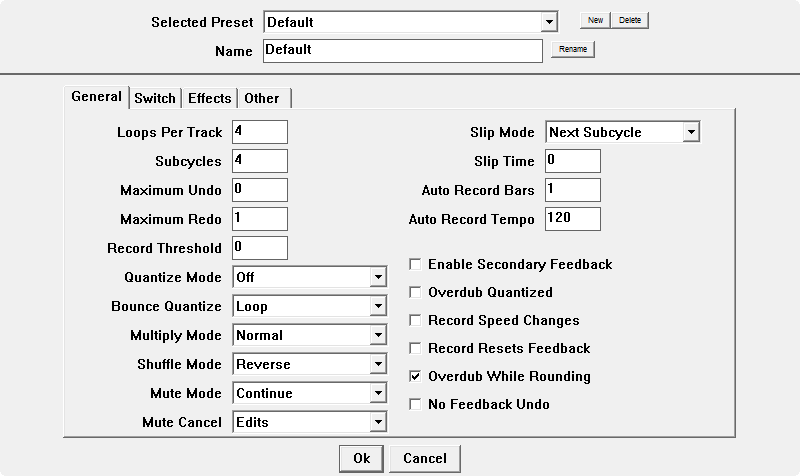 Selected Preset Default New Delete
Name Default Rename
General Switch Effects Other
Loops Per Track 4
Subcycles 4
Maximum Undo 0
Maximum Redo 1
Record Threshold 0
Quantize Mode Off
Bounce Quantize Loop
Multiply Mode Normal
Shuffle Mode Reverse
Mute Mode Continue
Mute Cancel Edits
Slip Mode Next Subcycle
Slip Time 0
Auto Record Bars 1
Auto Record Tempo 120
Enable Secondary Feedback
Overdub Quantized
Record Speed Changes
Record Resets Feedback
Overdub While Rounding
No Feedback Undo
Ok Cancel